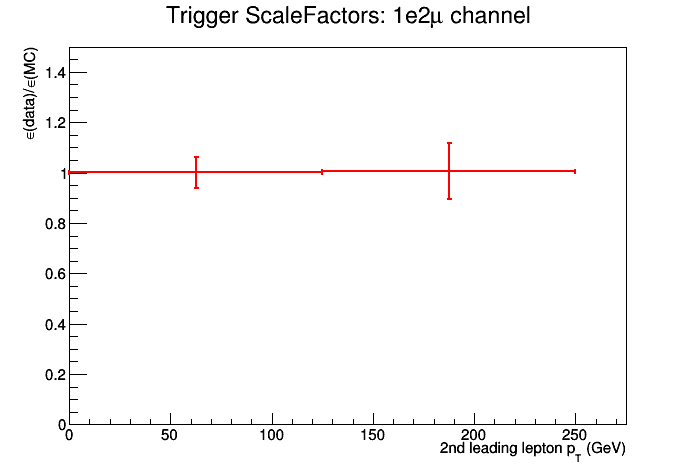 Trigger ScaleFactors: 1e2μ channel
ϵ(data)/ϵ(MC)
1.4
1.2
1
0.8
0.6
0.4
0.2
0
0 50 100 150 200 250
2nd leading lepton p_T (GeV)